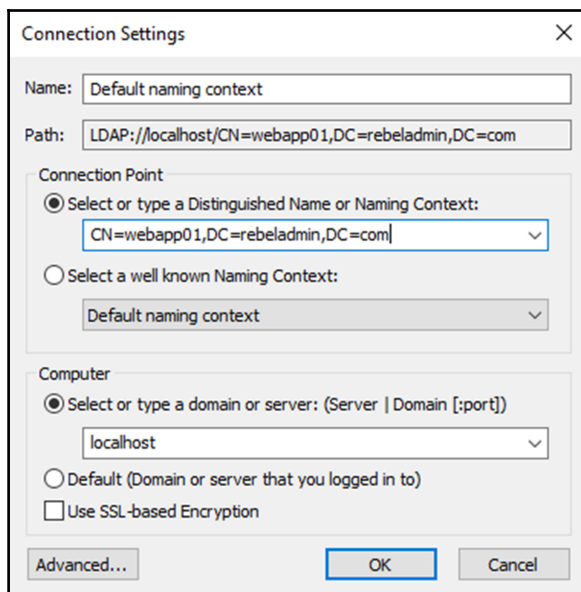 Connection Settings
Name: Default naming context
Path: LDAP://localhost/CN=webapp01,DC=rebeladmin,DC=com
Connection Point
Select or type a Distinguished Name or Naming Context:
CN=webapp01,DC=rebeladmin,DC=com
Select a well known Naming Context:
Default naming context
Computer
Select or type a domain or server: (Server | Domain [:port])
localhost
Default (Domain or server that you logged in to)
Use SSL-based Encryption
Advanced... OK Cancel